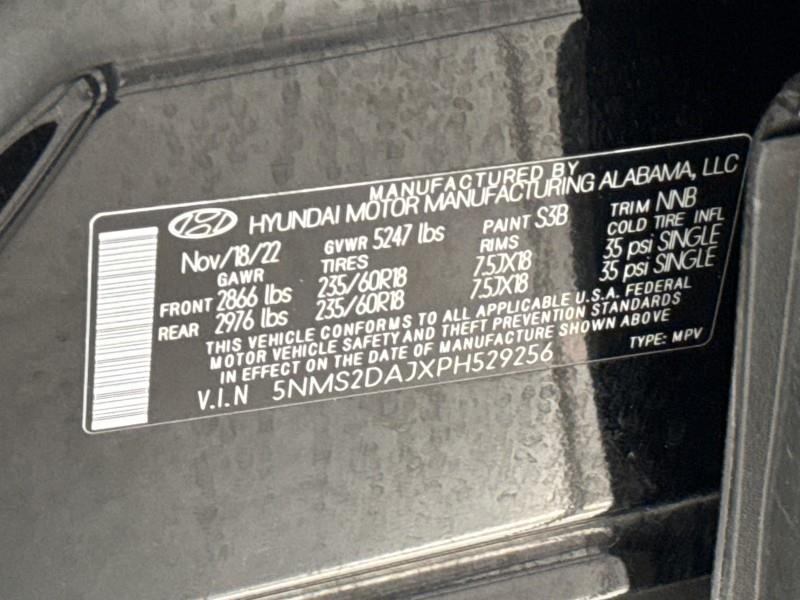 MANUFACTURED BY
HYUNDAI MOTOR MANUFACTURING ALABAMA, LLC
Nov/18/22 GVWR 5247 lbs PAINT S3B TRIM NNB
GAWR TIRES RIMS COLD TIRE INFL
FRONT 2866 lbs 235/60R18 7.5JX18 35 psi SINGLE
REAR 2976 lbs 235/60R18 7.5JX18 35 psi SINGLE
THIS VEHICLE CONFORMS TO ALL APPLICABLE U.S.A. FEDERAL
MOTOR VEHICLE SAFETY AND THEFT PREVENTION STANDARDS
IN EFFECT ON THE DATE OF MANUFACTURE SHOWN ABOVE
V.I.N 5NMS2DAJXPH529256 TYPE: MPV